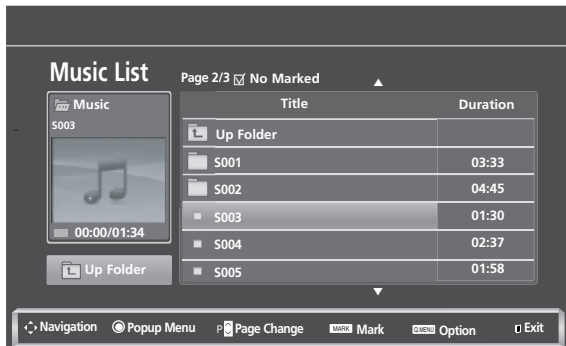 Music List
Page 2/3 No Marked
Music
S003
00:00/01:34
Up Folder
Title Duration
Up Folder
S001 03:33
S002 04:45
S003 01:30
S004 02:37
S005 01:58
Navigation Popup Menu P Page Change MARK Mark Q.MENU Option Exit